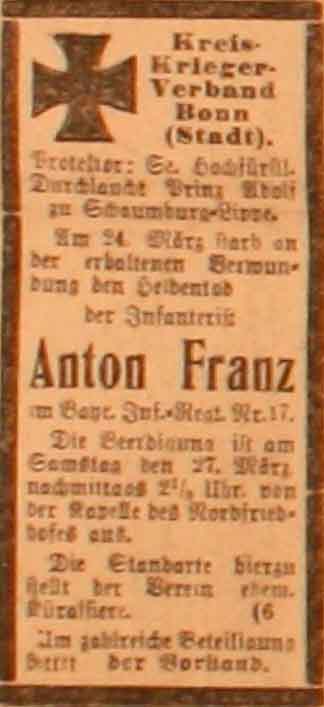 Kreis-
Krieger-
Verband
Bonn
(Stadt).
Protektor: Se. Hochfürstl.
Durchlaucht Prinz Adolf
zu Schaumburg-Lippe.
Am 24. März starb an
der erhaltenen Verwun-
dung den Heldentod
der Infanterist
Anton Franz
im Bayr. Inf.-Regt. Nr. 17.
Die Beerdigung ist am
Samstag den 27. März
nachmittags 2½ Uhr, von
der Kapelle des Nordfried-
hofes aus.
Die Standarte hierzu
stellt der Verein ehem.
Kürassiere. (6
Um zahlreiche Beteiligung
bittet der Vorstand.